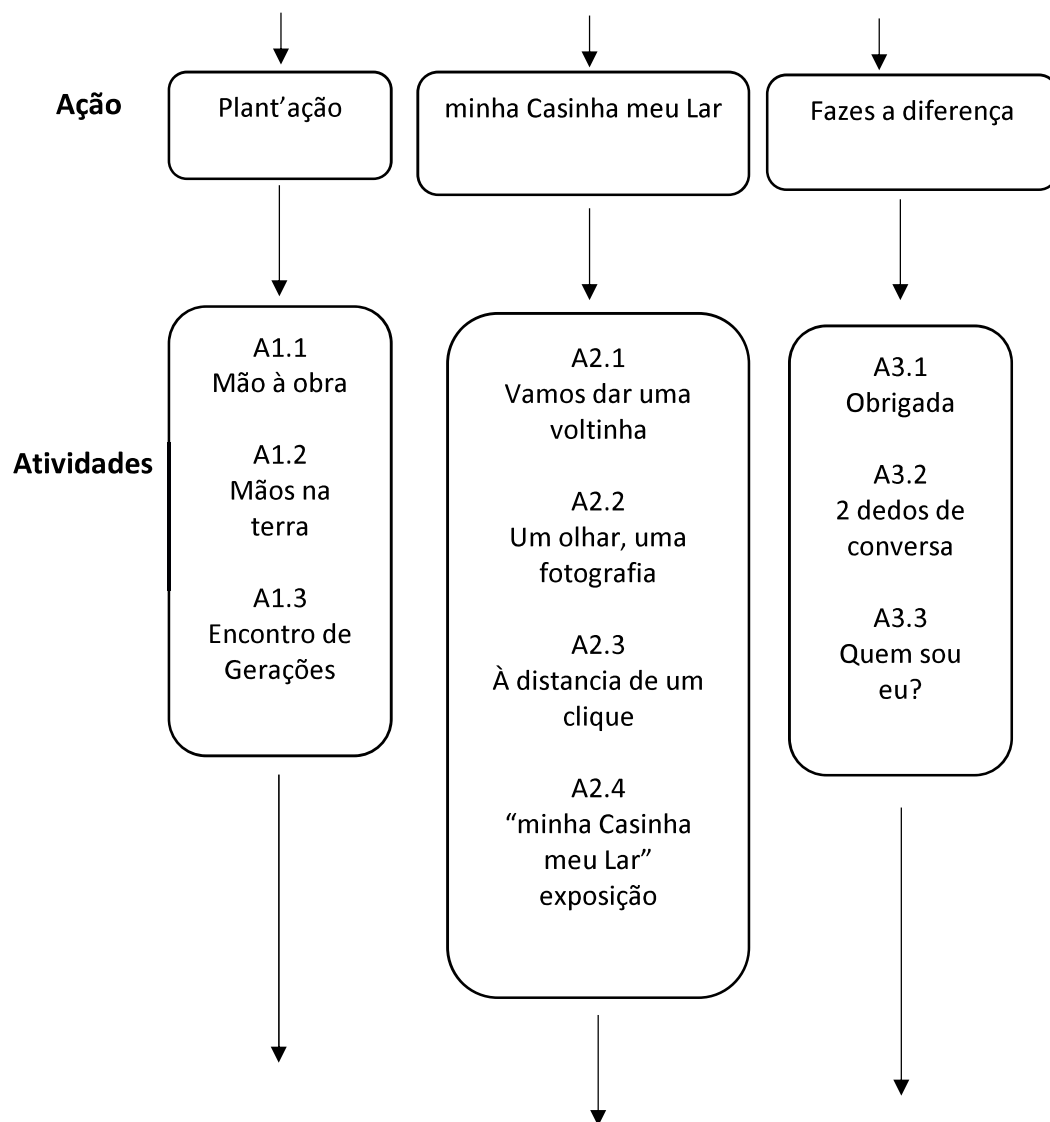 Ação
Plant’ação
minha Casinha meu Lar
Fazes a diferença
Atividades
A1.1
Mão à obra
A1.2
Mãos na
terra
A1.3
Encontro de
Gerações
A2.1
Vamos dar uma
voltinha
A2.2
Um olhar, uma
fotografia
A2.3
À distancia de um
clique
A2.4
“minha Casinha
meu Lar”
exposição
A3.1
Obrigada
A3.2
2 dedos de
conversa
A3.3
Quem sou
eu?